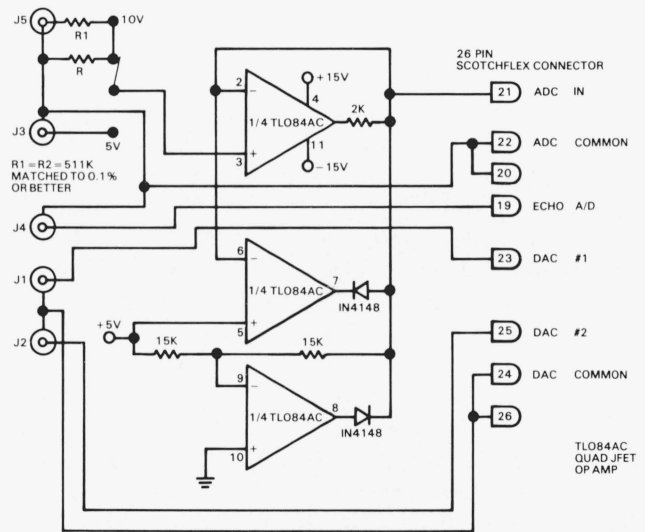 J5
R1
10V
R
J3
5V
R1=R2=511K
MATCHED TO 0.1%
OR BETTER
J4
J1
J2
+5V
15K
15K
2
−
+15V
4
1/4 TLO84AC
2K
11
−15V
3
+
6
−
7
1/4 TLO84AC
IN4148
+
5
9
−
8
1/4 TLO84AC
IN4148
+
10
26 PIN
SCOTCHFLEX CONNECTOR
21 ADC IN
22 ADC COMMON
20
19 ECHO A/D
23 DAC #1
25 DAC #2
24 DAC COMMON
26
TLO84AC
QUAD JFET
OP AMP